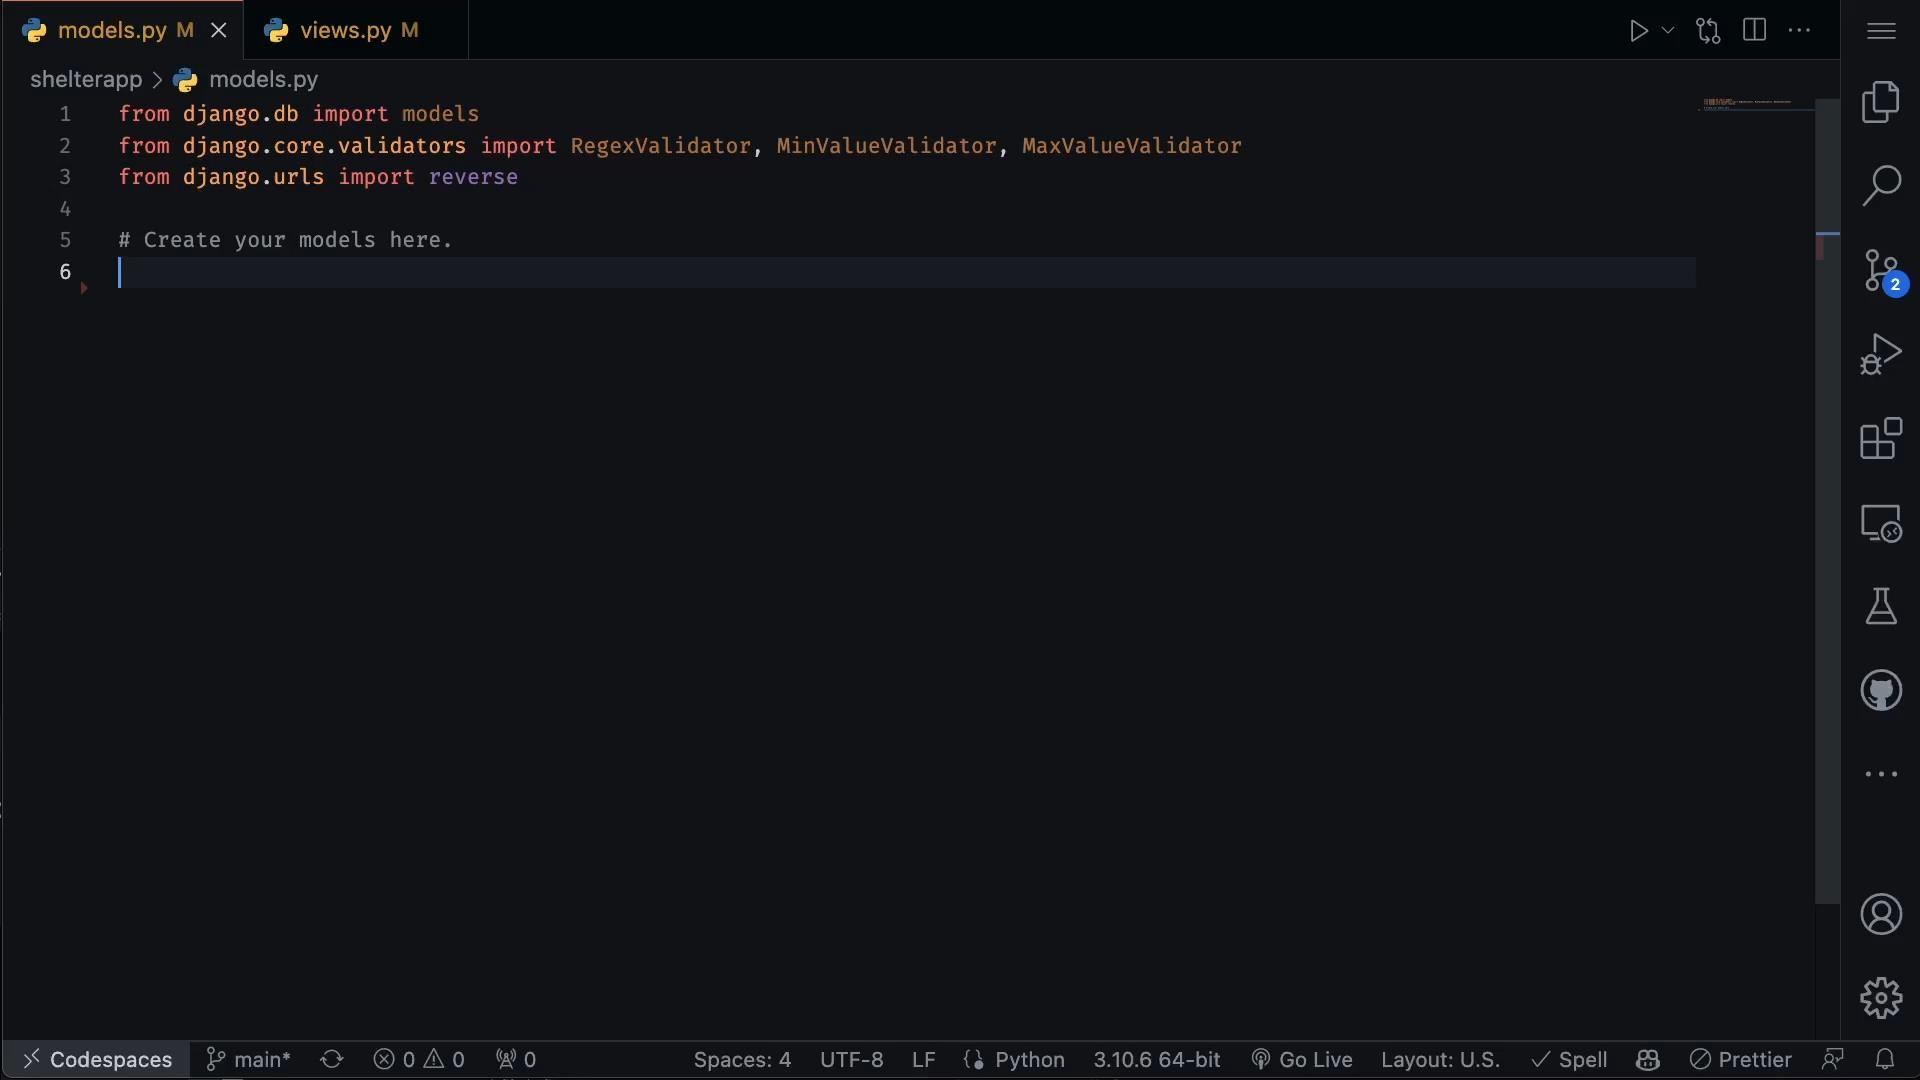 models.py M
views.py M
shelterapp > models.py
1 from django.db import models
2 from django.core.validators import RegexValidator, MinValueValidator, MaxValueValidator
3 from django.urls import reverse
4
5 # Create your models here.
6
2
Codespaces main* 0 0 0 Spaces: 4 UTF-8 LF Python 3.10.6 64-bit Go Live Layout: U.S. Spell Prettier